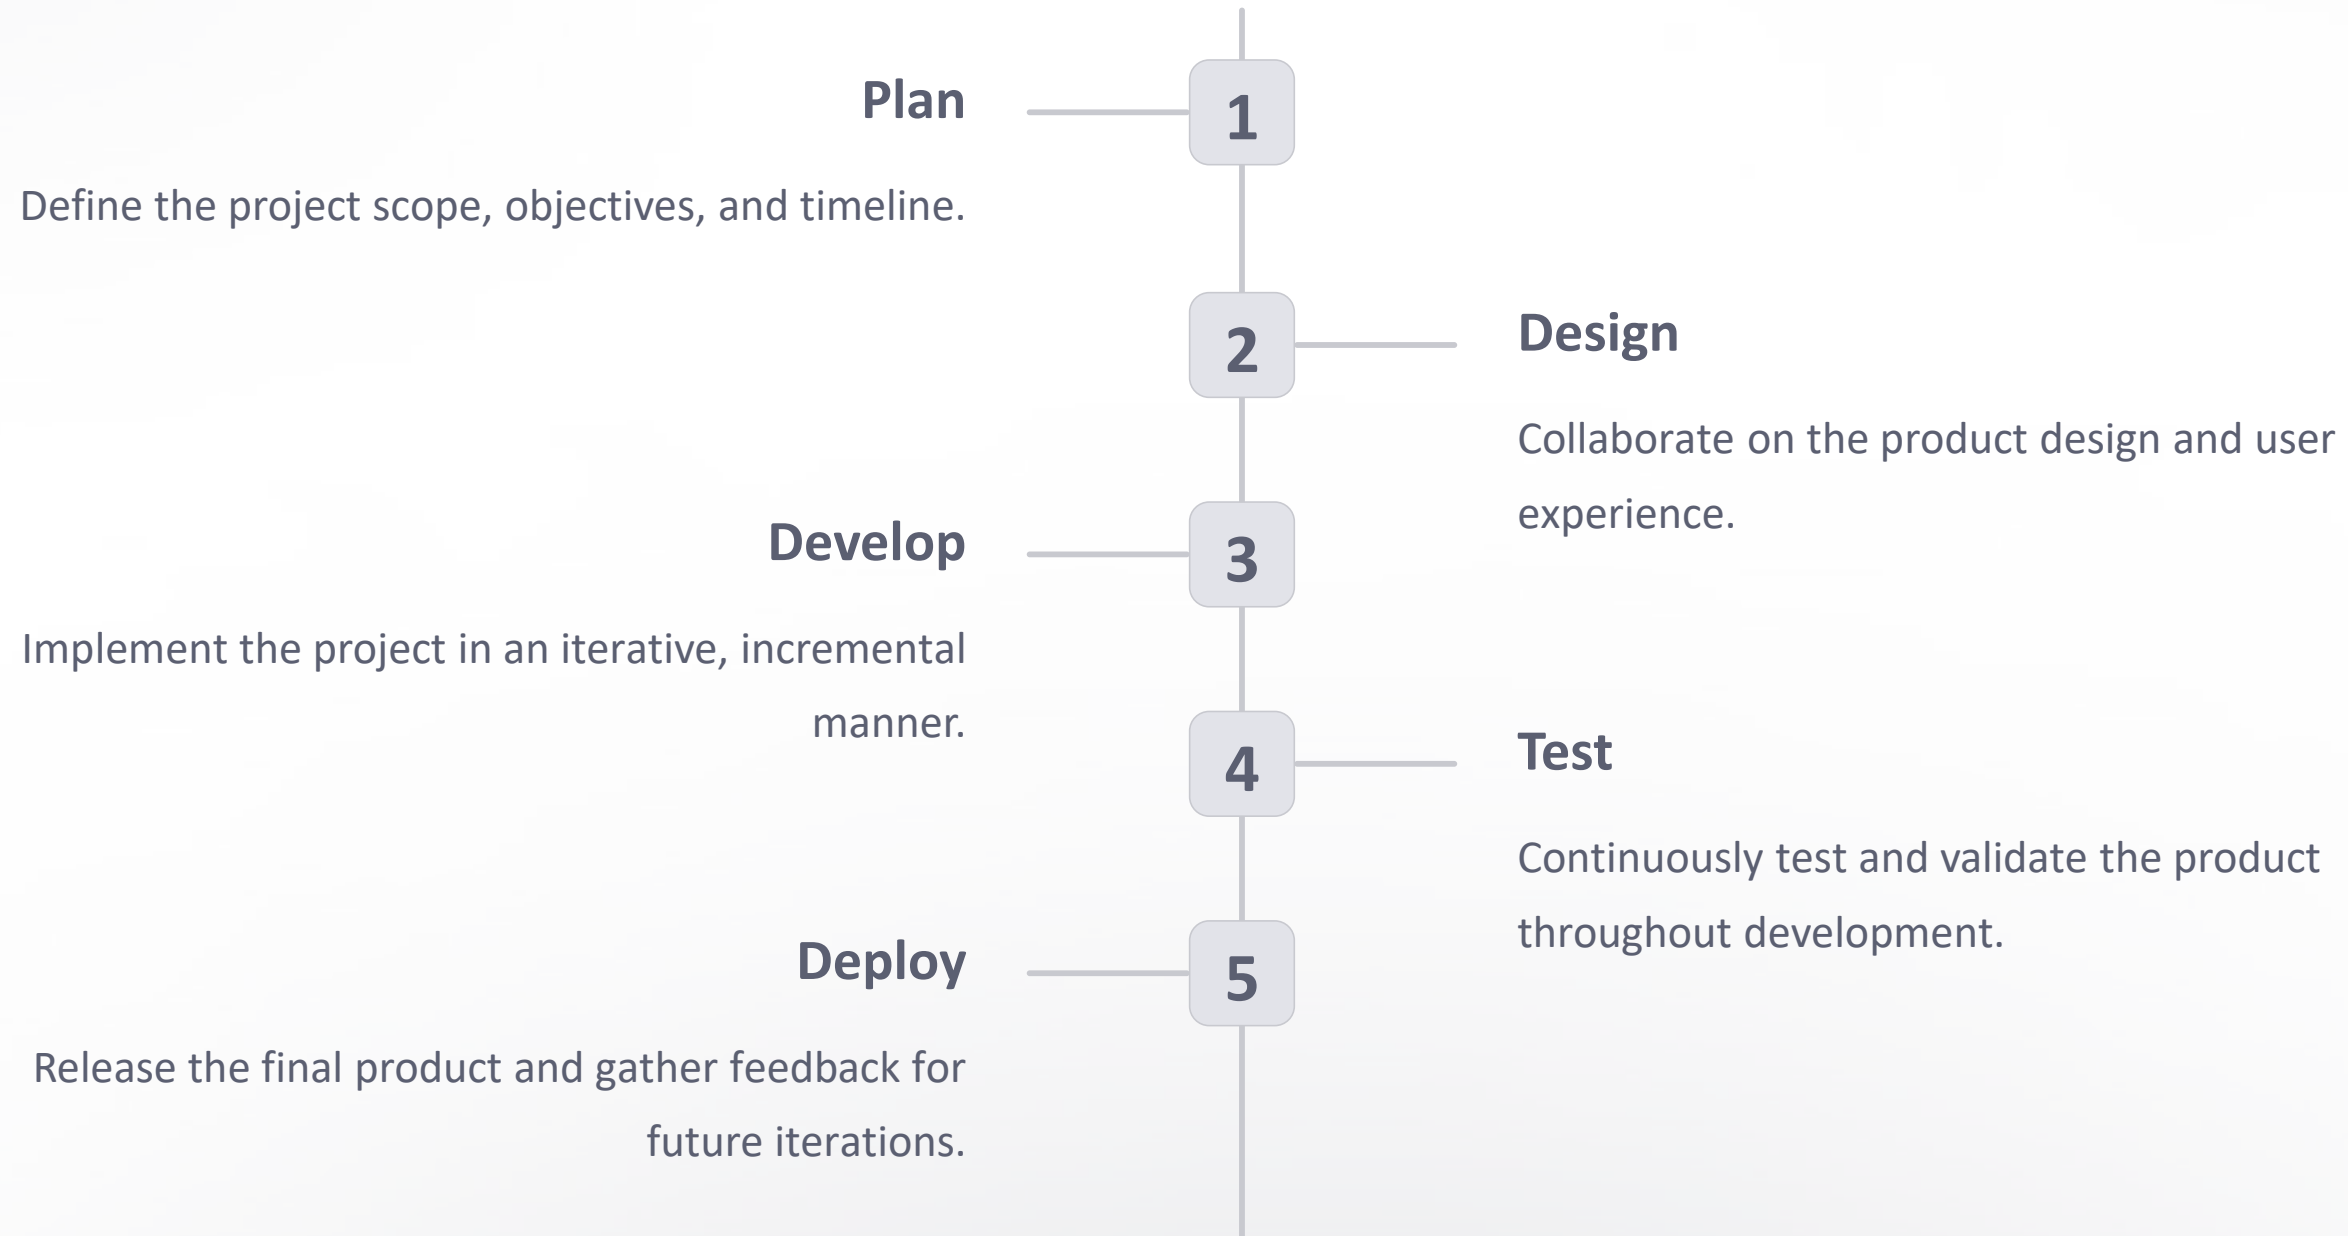 Plan
1
Define the project scope, objectives, and timeline.
2
Design
Collaborate on the product design and user
experience.
Develop
3
Implement the project in an iterative, incremental
manner.
4
Test
Continuously test and validate the product
throughout development.
Deploy
5
Release the final product and gather feedback for
future iterations.